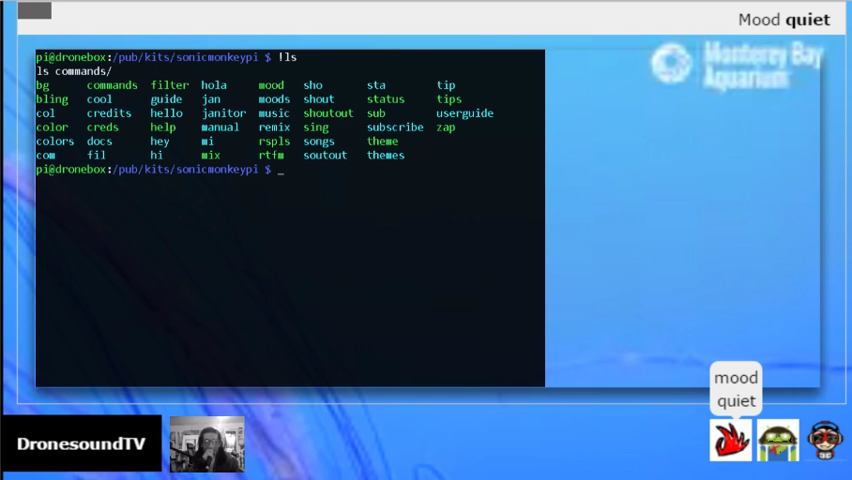 Mood quiet
pi@dronebox:/pub/kits/sonicmonkeypi $ !ls
ls commands/
bg commands filter hola mood sho sta tip
bling cool guide jan moods shout status tips
col credits hello janitor music shoutout sub userguide
color creds help manual remix sing subscribe zap
colors docs hey mi rspls songs theme
com fil hi mix rtfm soutout themes
pi@dronebox:/pub/kits/sonicmonkeypi $ _
Monterey Bay
Aquarium
mood
quiet
DronesoundTV